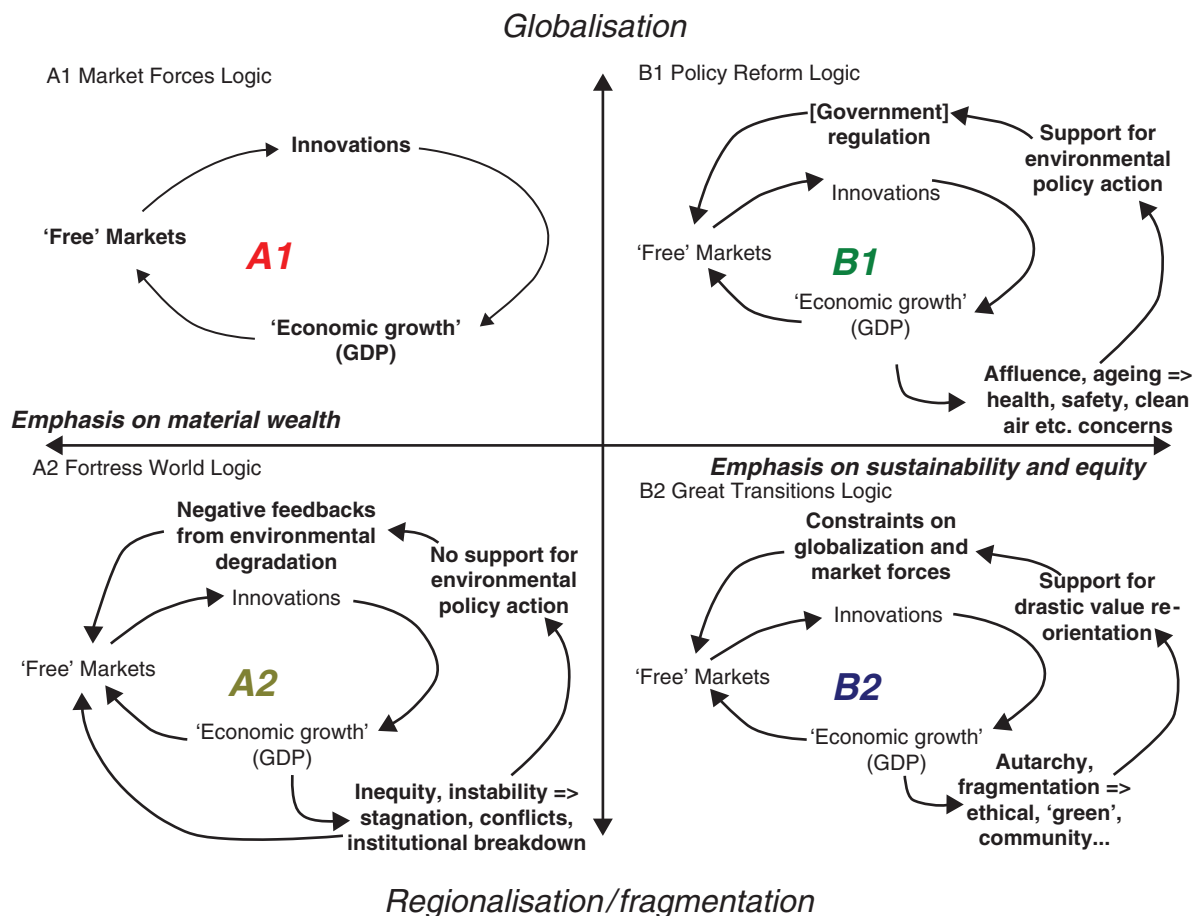 Globalisation
A1 Market Forces Logic
Innovations
‘Free’ Markets
A1
‘Economic growth’
(GDP)
B1 Policy Reform Logic
[Government]
regulation
Support for
environmental
policy action
Innovations
‘Free’ Markets
B1
‘Economic growth’
(GDP)
Affluence, ageing =>
health, safety, clean
air etc. concerns
Emphasis on material wealth
Emphasis on sustainability and equity
A2 Fortress World Logic
Negative feedbacks
from environmental
degradation
No support for
environmental
policy action
Innovations
‘Free’ Markets
A2
‘Economic growth’
(GDP)
Inequity, instability =>
stagnation, conflicts,
institutional breakdown
B2 Great Transitions Logic
Constraints on
globalization and
market forces
Support for
drastic value re-
orientation
Innovations
‘Free’ Markets
B2
‘Economic growth’
(GDP)
Autarchy,
fragmentation =>
ethical, ‘green’,
community...
Regionalisation/fragmentation